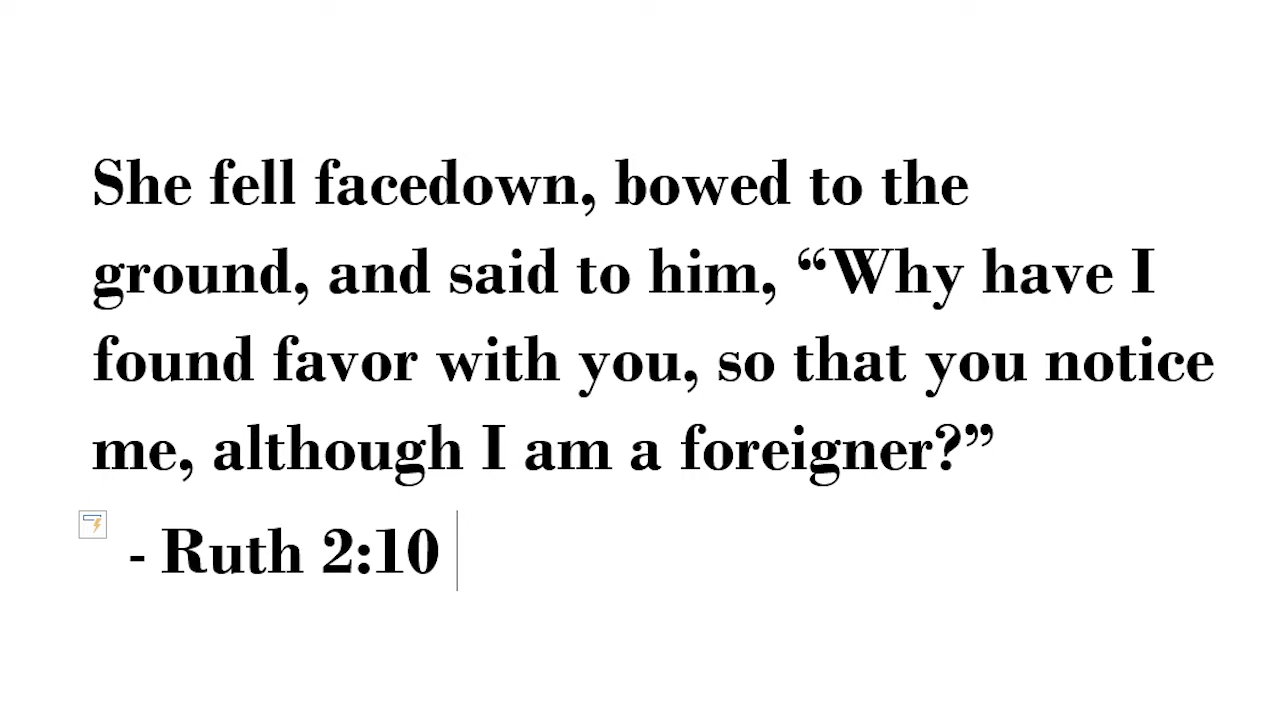 She fell facedown, bowed to the
ground, and said to him, “Why have I
found favor with you, so that you notice
me, although I am a foreigner?”
- Ruth 2:10